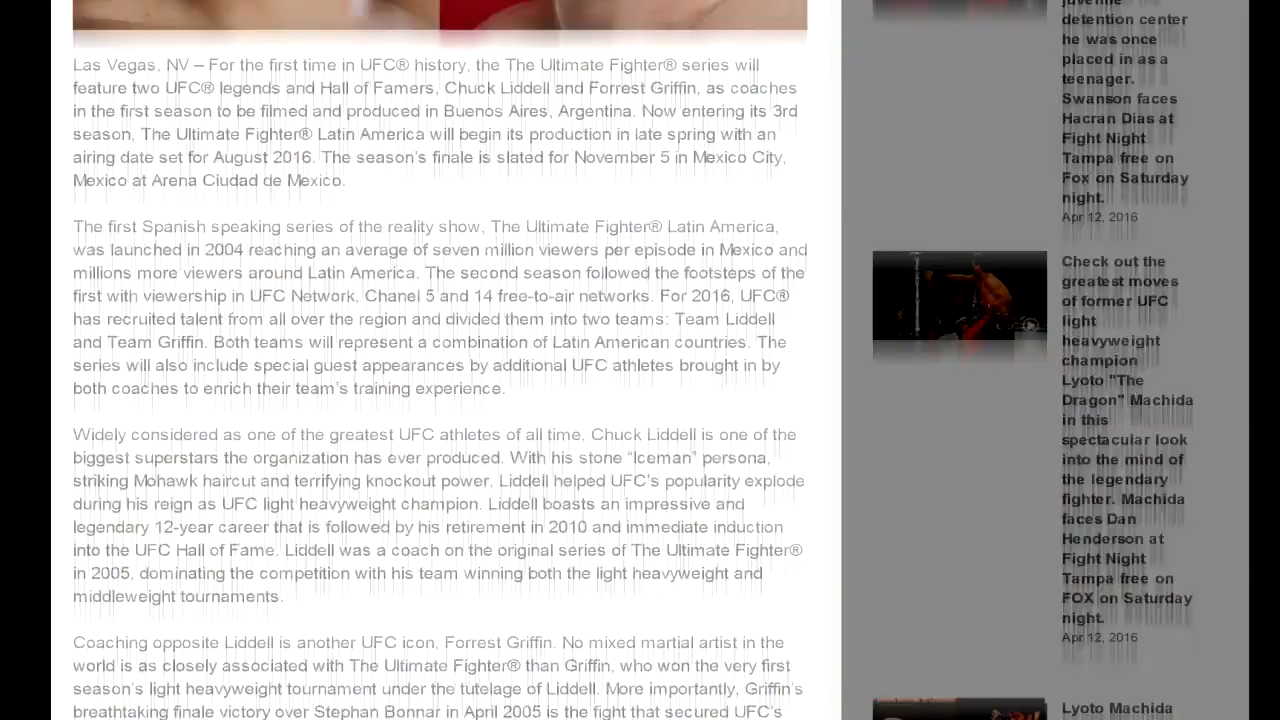 Las Vegas, NV – For the first time in UFC® history, the The Ultimate Fighter® series will
feature two UFC® legends and Hall of Famers, Chuck Liddell and Forrest Griffin, as coaches
in the first season to be filmed and produced in Buenos Aires, Argentina. Now entering its 3rd
season, The Ultimate Fighter® Latin America will begin its production in late spring with an
airing date set for August 2016. The season's finale is slated for November 5 in Mexico City,
Mexico at Arena Ciudad de Mexico.
The first Spanish speaking series of the reality show, The Ultimate Fighter® Latin America,
was launched in 2004 reaching an average of seven million viewers per episode in Mexico and
millions more viewers around Latin America. The second season followed the footsteps of the
first with viewership in UFC Network, Chanel 5 and 14 free-to-air networks. For 2016, UFC®
has recruited talent from all over the region and divided them into two teams: Team Liddell
and Team Griffin. Both teams will represent a combination of Latin American countries. The
series will also include special guest appearances by additional UFC athletes brought in by
both coaches to enrich their team's training experience.
Widely considered as one of the greatest UFC athletes of all time, Chuck Liddell is one of the
biggest superstars the organization has ever produced. With his stone “Iceman” persona,
striking Mohawk haircut and terrifying knockout power, Liddell helped UFC's popularity explode
during his reign as UFC light heavyweight champion. Liddell boasts an impressive and
legendary 12-year career that is followed by his retirement in 2010 and immediate induction
into the UFC Hall of Fame. Liddell was a coach on the original series of The Ultimate Fighter®
in 2005, dominating the competition with his team winning both the light heavyweight and
middleweight tournaments.
Coaching opposite Liddell is another UFC icon, Forrest Griffin. No mixed martial artist in the
world is as closely associated with The Ultimate Fighter® than Griffin, who won the very first
season's light heavyweight tournament under the tutelage of Liddell. More importantly, Griffin's
breathtaking finale victory over Stephan Bonnar in April 2005 is the fight that secured UFC's
juvenile
detention center
he was once
placed in as a
teenager.
Swanson faces
Hacran Dias at
Fight Night
Tampa free on
Fox on Saturday
night.
Apr 12, 2016
Check out the
greatest moves
of former UFC
light
heavyweight
champion
Lyoto "The
Dragon" Machida
in this
spectacular look
into the mind of
the legendary
fighter. Machida
faces Dan
Henderson at
Fight Night
Tampa free on
FOX on Saturday
night.
Apr 12, 2016
Lyoto Machida